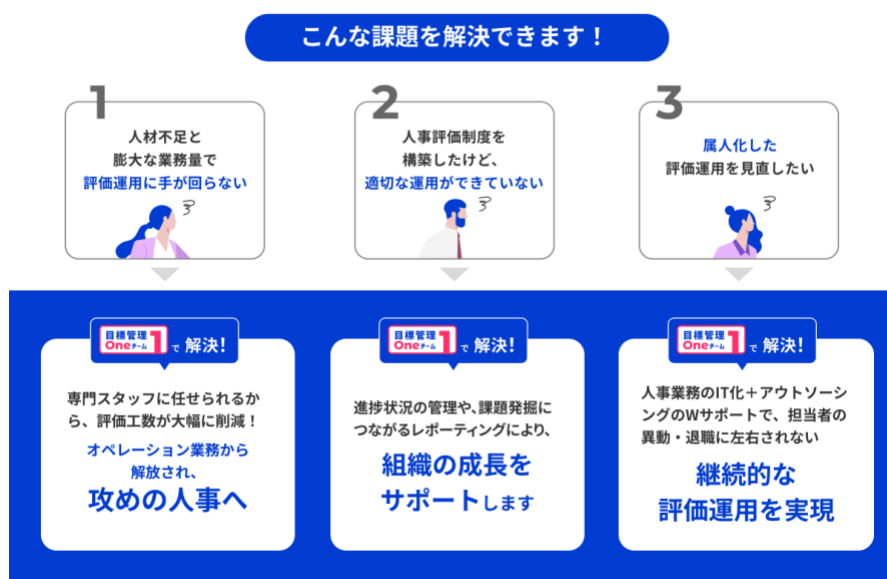 こんな課題を解決できます！
1
人材不足と
膨大な業務量で
評価運用に手が回らない
2
人事評価制度を
構築したけど、
適切な運用ができていない
3
属人化した
評価運用を見直したい
目標管理
Oneチーム1で解決！
専門スタッフに任せられるか
ら、評価工数が大幅に削減！
オペレーション業務から
解放され、
攻めの人事へ
目標管理
Oneチーム1で解決！
進捗状況の管理や、課題発掘に
つながるレポーティングにより、
組織の成長を
サポートします
目標管理
Oneチーム1で解決！
人事業務のIT化＋アウトソーシ
ングのWサポートで、担当者の
異動・退職に左右されない
継続的な
評価運用を実現